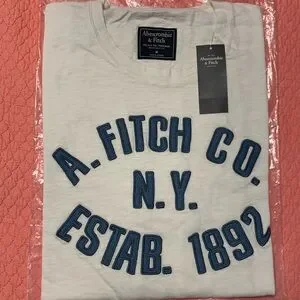 Abercrombie
& Fitch
M
Abercrombie
& Fitch
A. FITCH CO.
N.Y.
ESTAB. 1892